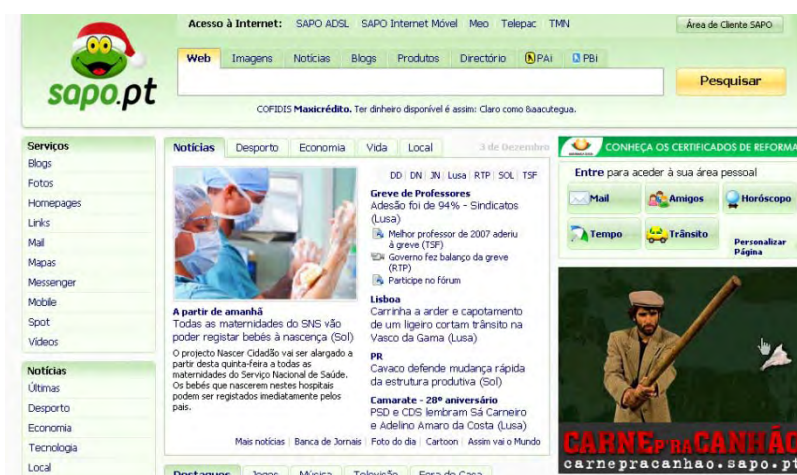 Acesso à Internet: SAPO ADSL SAPO Internet Móvel Meo Telepac TMN
Área de Cliente SAPO
sapo.pt
Web Imagens Notícias Blogs Produtos Directório PAi PBi
Pesquisar
COFIDIS Maxicrédito. Ter dinheiro disponível é assim: Claro como &aacutegua.
Serviços
Blogs
Fotos
Homepages
Links
Mail
Mapas
Messenger
Mobile
Spot
Vídeos
Notícias
Últimas
Desporto
Economia
Tecnologia
Local
Notícias Desporto Economia Vida Local 3 de Dezembro
DD DN JN Lusa RTP SOL TSF
A partir de amanhã
Todas as maternidades do SNS vão
poder registar bebés à nascença (Sol)
O projecto Nascer Cidadão vai ser alargado a
partir desta quinta-feira a todas as
maternidades do Serviço Nacional de Saúde.
Os bebés que nascerem nestes hospitais
podem ser registados imediatamente pelos
pais.
Greve de Professores
Adesão foi de 94% - Sindicatos
(Lusa)
Melhor professor de 2007 aderiu
à greve (TSF)
Governo fez balanço da greve
(RTP)
Participe no fórum
Lisboa
Carrinha a arder e capotamento
de um ligeiro cortam trânsito na
Vasco da Gama (Lusa)
PR
Cavaco defende mudança rápida
da estrutura produtiva (Sol)
Camarate - 28º aniversário
PSD e CDS lembram Sá Carneiro
e Adelino Amaro da Costa (Lusa)
Mais notícias Banca de Jornais Foto do dia Cartoon Assim vai o Mundo
Destaques Jogos Música Televisão Fora de Casa
CONHEÇA OS CERTIFICADOS DE REFORMA
Entre para aceder à sua área pessoal
Mail Amigos Horóscopo
Tempo Trânsito
Personalizar
Página
CARNE P'RA CANHÃO
carnepracanhao.sapo.pt